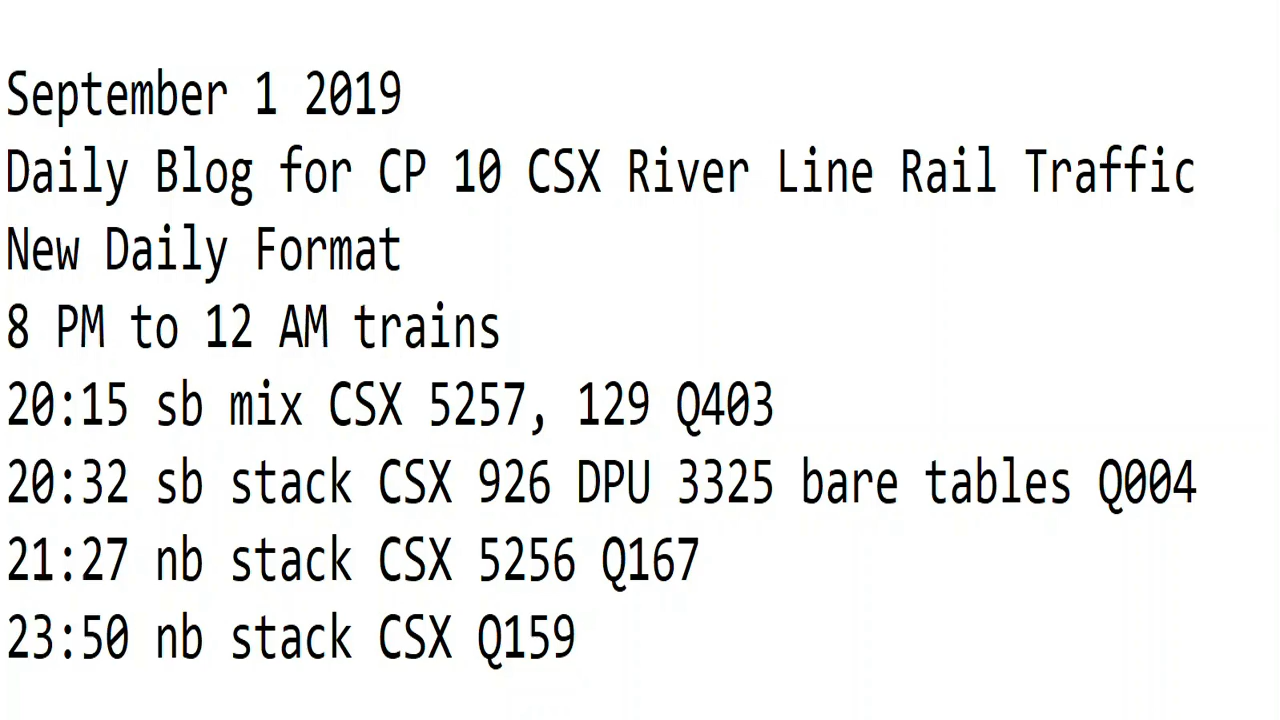 September 1 2019
Daily Blog for CP 10 CSX River Line Rail Traffic
New Daily Format
8 PM to 12 AM trains
20:15 sb mix CSX 5257, 129 Q403
20:32 sb stack CSX 926 DPU 3325 bare tables Q004
21:27 nb stack CSX 5256 Q167
23:50 nb stack CSX Q159